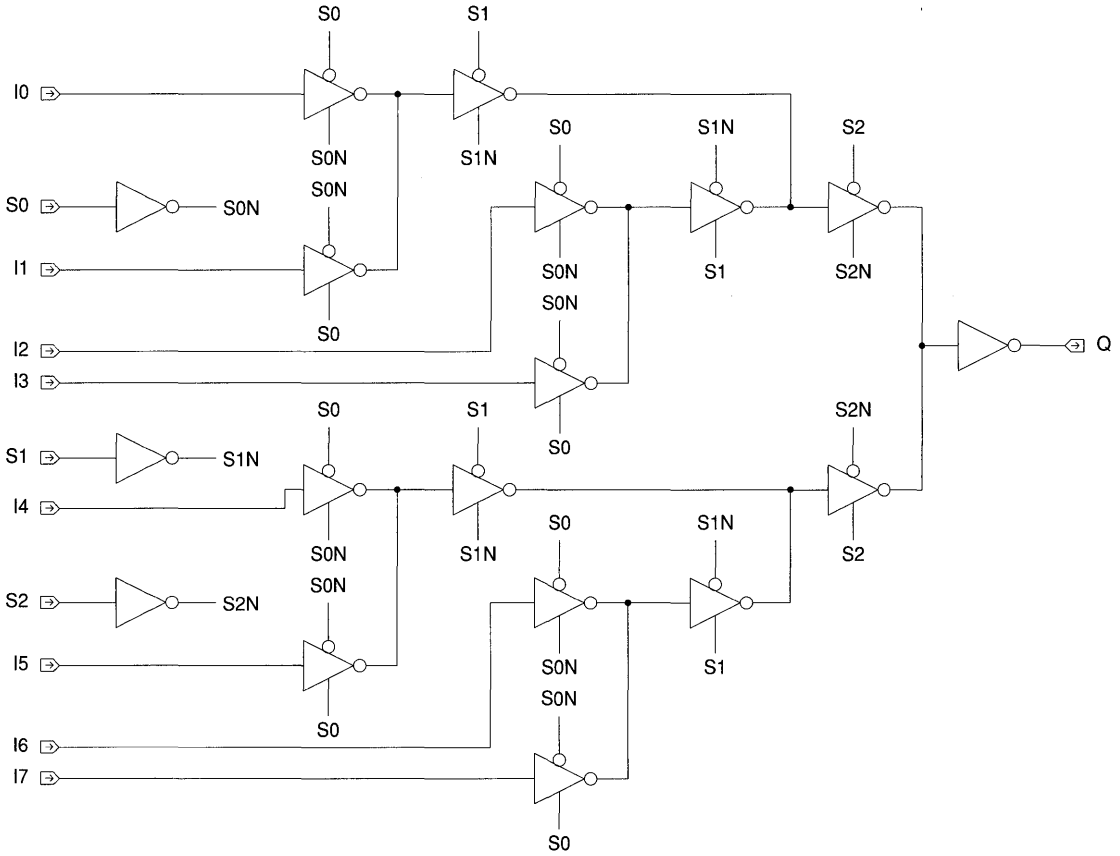 S0 S1
I0
S0 S1N S2
S0N S1N
S0N
S0 S0N
I1
S0N S1 S2N
S0N
S0
I2
Q
I3
S0 S1 S2N
S0
S1 S1N
I4
S0 S1N
S0N S1N S2
S0N
S2 S2N
I5
S0N S1
S0N
S0
I6
I7
S0